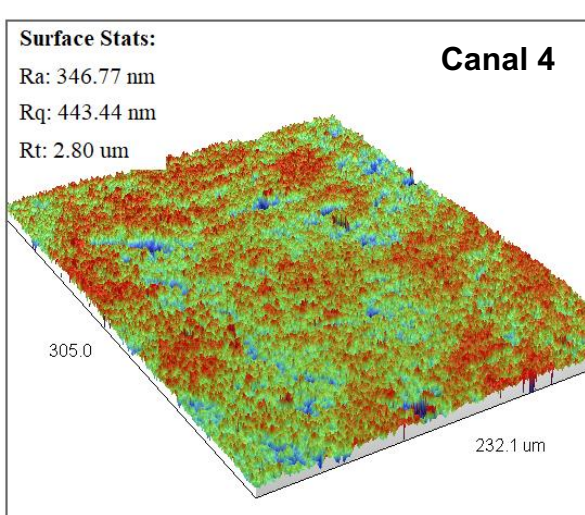 Surface Stats:
Ra: 346.77 nm
Rq: 443.44 nm
Rt: 2.80 um
Canal 4
305.0
232.1 um